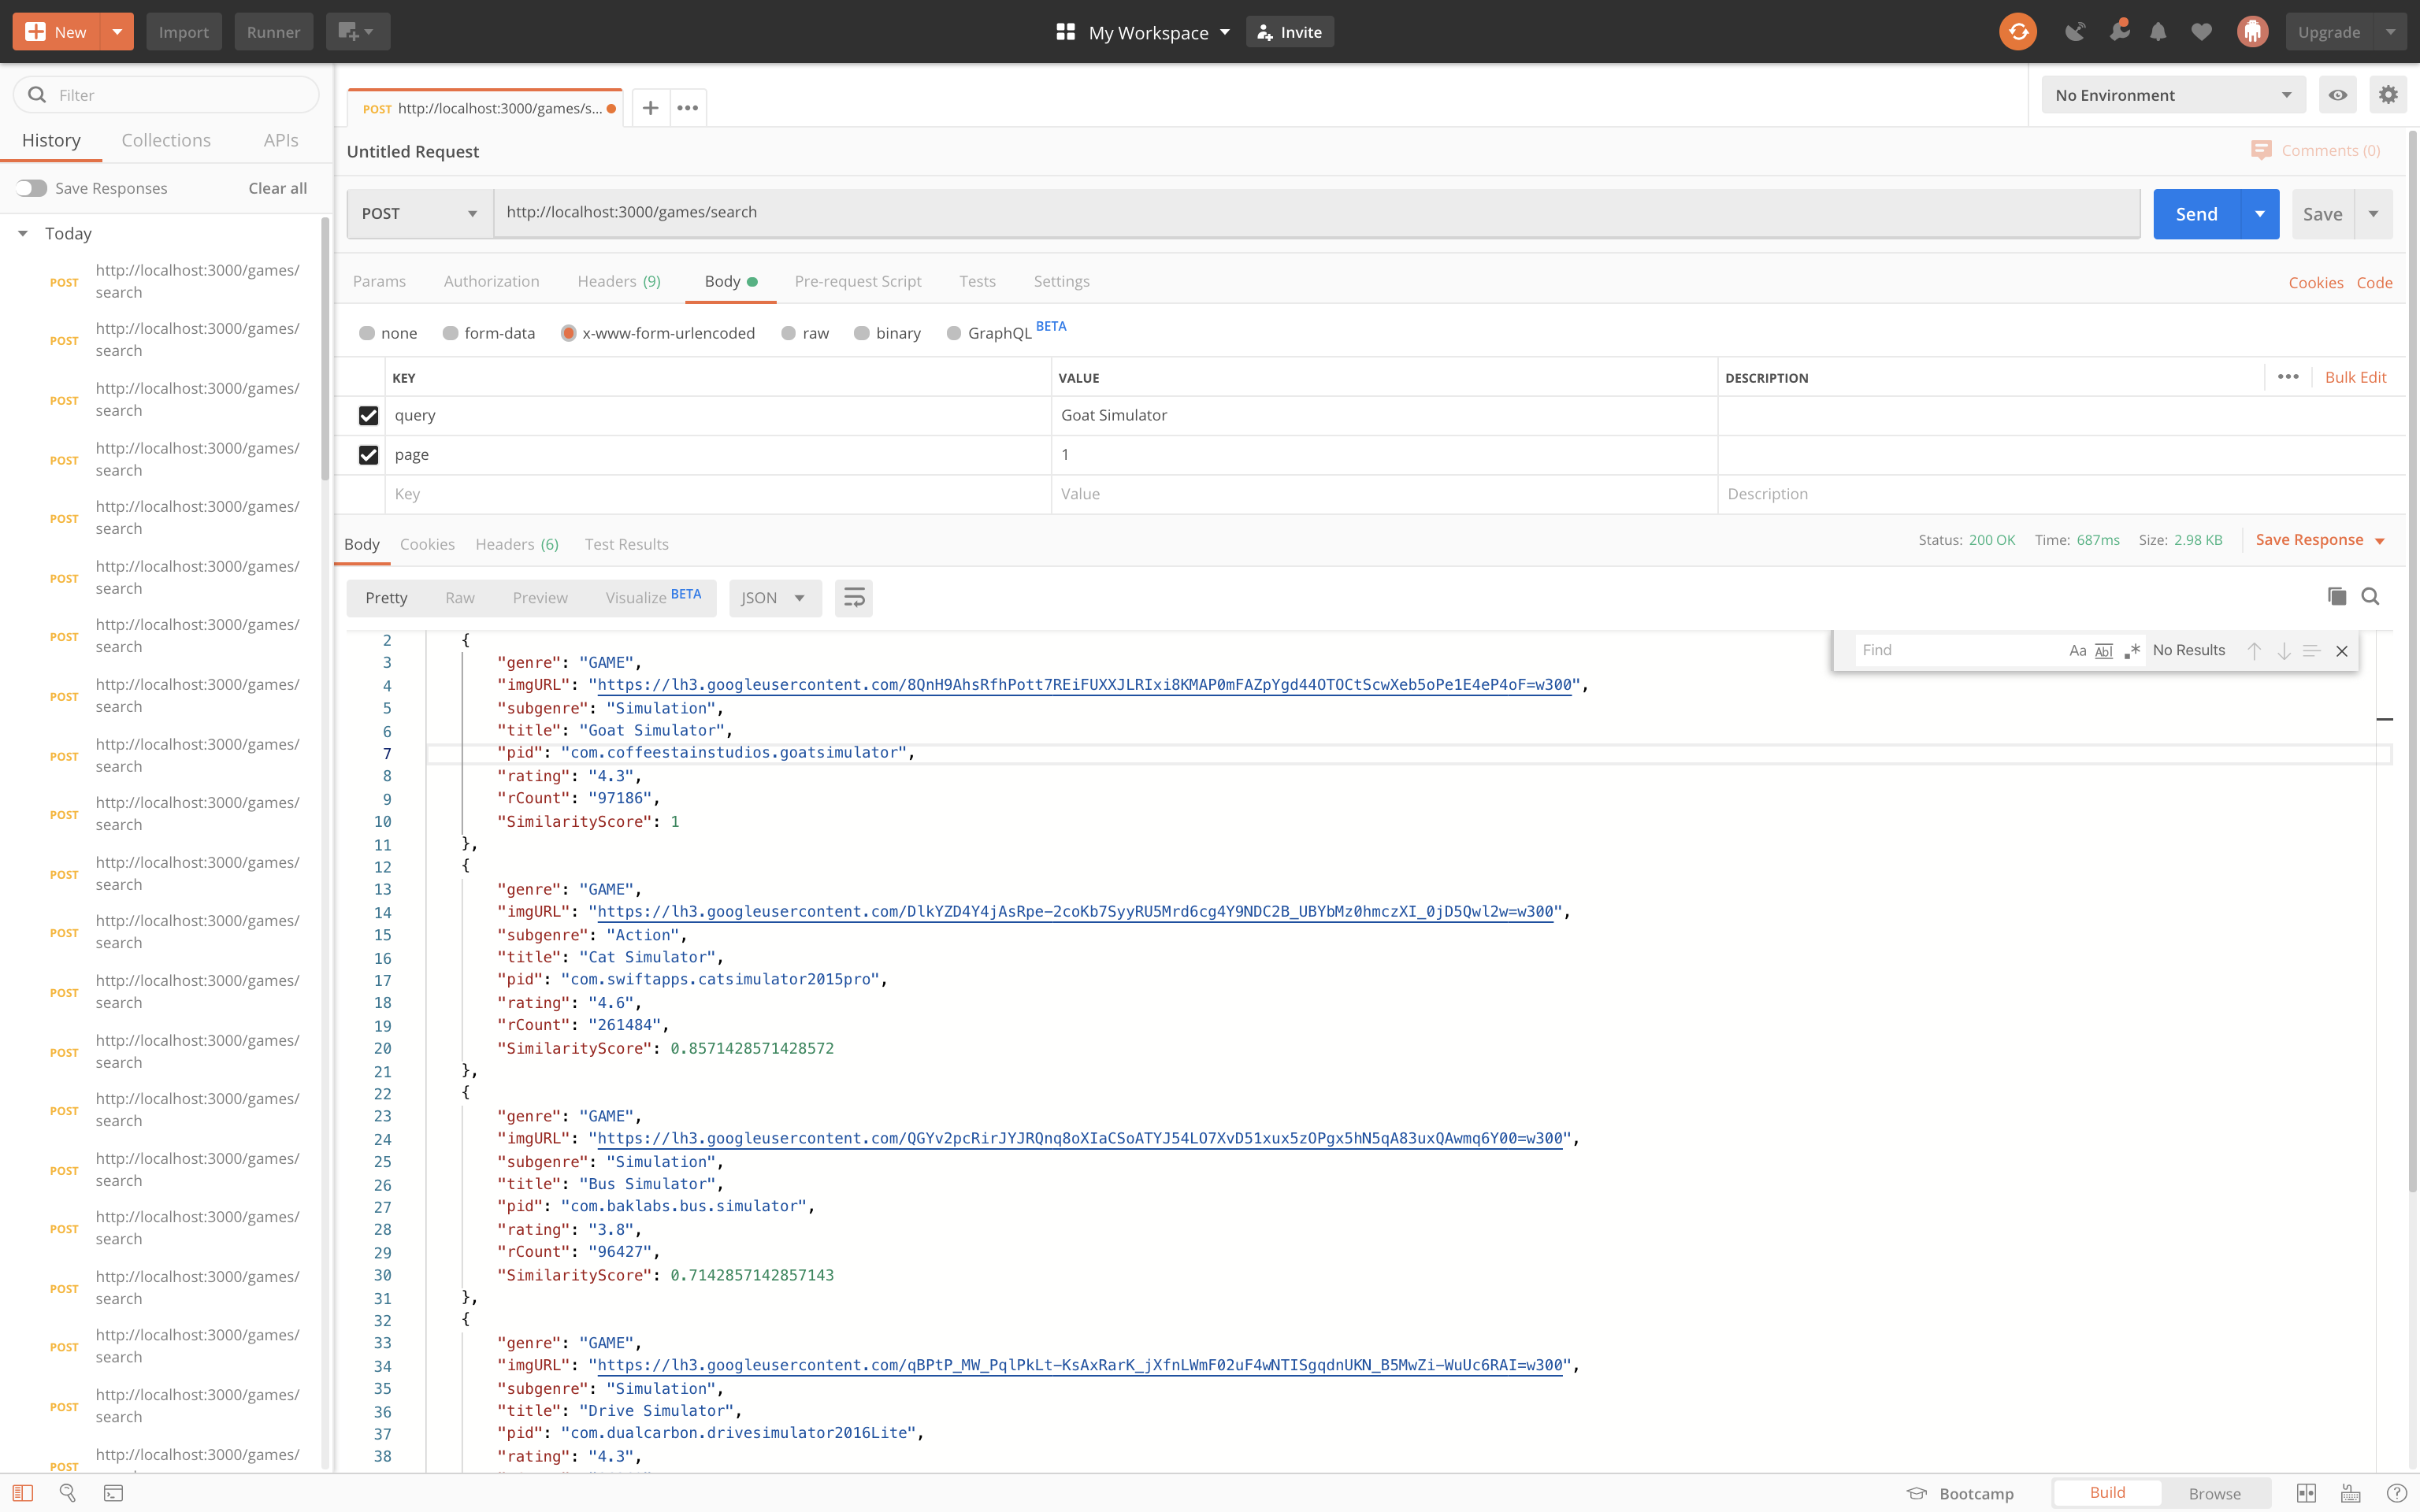 New
Import
Runner
My Workspace
Invite
Upgrade
Filter
History Collections APIs
Save Responses Clear all
Today
POST http://localhost:3000/games/
search
POST http://localhost:3000/games/
search
POST http://localhost:3000/games/
search
POST http://localhost:3000/games/
search
POST http://localhost:3000/games/
search
POST http://localhost:3000/games/
search
POST http://localhost:3000/games/
search
POST http://localhost:3000/games/
search
POST http://localhost:3000/games/
search
POST http://localhost:3000/games/
search
POST http://localhost:3000/games/
search
POST http://localhost:3000/games/
search
POST http://localhost:3000/games/
search
POST http://localhost:3000/games/
search
POST http://localhost:3000/games/
search
POST http://localhost:3000/games/
search
POST http://localhost:3000/games/
search
POST http://localhost:3000/games/
search
POST http://localhost:3000/games/
search
POST http://localhost:3000/games/
search
POST http://localhost:3000/games/
POST http://localhost:3000/games/s...
No Environment
Untitled Request
Comments (0)
POST http://localhost:3000/games/search
Send
Save
Params Authorization Headers (9) Body Pre-request Script Tests Settings Cookies Code
none form-data x-www-form-urlencoded raw binary GraphQL BETA
KEY VALUE DESCRIPTION Bulk Edit
query Goat Simulator
page 1
Key Value Description
Body Cookies Headers (6) Test Results Status: 200 OK Time: 687ms Size: 2.98 KB Save Response
Pretty Raw Preview Visualize BETA JSON
Find Aa Abl .* No Results
2 {
3 "genre": "GAME",
4 "imgURL": "https://lh3.googleusercontent.com/8QnH9AhsRfhPott7REiFUXXJLRIxi8KMAP0mFAZpYgd44OTOCtScwXeb5oPe1E4eP4oF=w300",
5 "subgenre": "Simulation",
6 "title": "Goat Simulator",
7 "pid": "com.coffeestainstudios.goatsimulator",
8 "rating": "4.3",
9 "rCount": "97186",
10 "SimilarityScore": 1
11 },
12 {
13 "genre": "GAME",
14 "imgURL": "https://lh3.googleusercontent.com/DlkYZD4Y4jAsRpe-2coKb7SyyRU5Mrd6cg4Y9NDC2B_UBYbMz0hmczXI_0jD5Qwl2w=w300",
15 "subgenre": "Action",
16 "title": "Cat Simulator",
17 "pid": "com.swiftapps.catsimulator2015pro",
18 "rating": "4.6",
19 "rCount": "261484",
20 "SimilarityScore": 0.8571428571428572
21 },
22 {
23 "genre": "GAME",
24 "imgURL": "https://lh3.googleusercontent.com/QGYv2pcRirJYJRQnq8oXIaCSoATYJ54LO7XvD51xux5zOPgx5hN5qA83uxQAwmq6Y00=w300",
25 "subgenre": "Simulation",
26 "title": "Bus Simulator",
27 "pid": "com.baklabs.bus.simulator",
28 "rating": "3.8",
29 "rCount": "96427",
30 "SimilarityScore": 0.7142857142857143
31 },
32 {
33 "genre": "GAME",
34 "imgURL": "https://lh3.googleusercontent.com/qBPtP_MW_PqlPkLt-KsAxRarK_jXfnLWmF02uF4wNTISgqdnUKN_B5MwZi-WuUc6RAI=w300",
35 "subgenre": "Simulation",
36 "title": "Drive Simulator",
37 "pid": "com.dualcarbon.drivesimulator2016Lite",
38 "rating": "4.3",
Bootcamp Build Browse